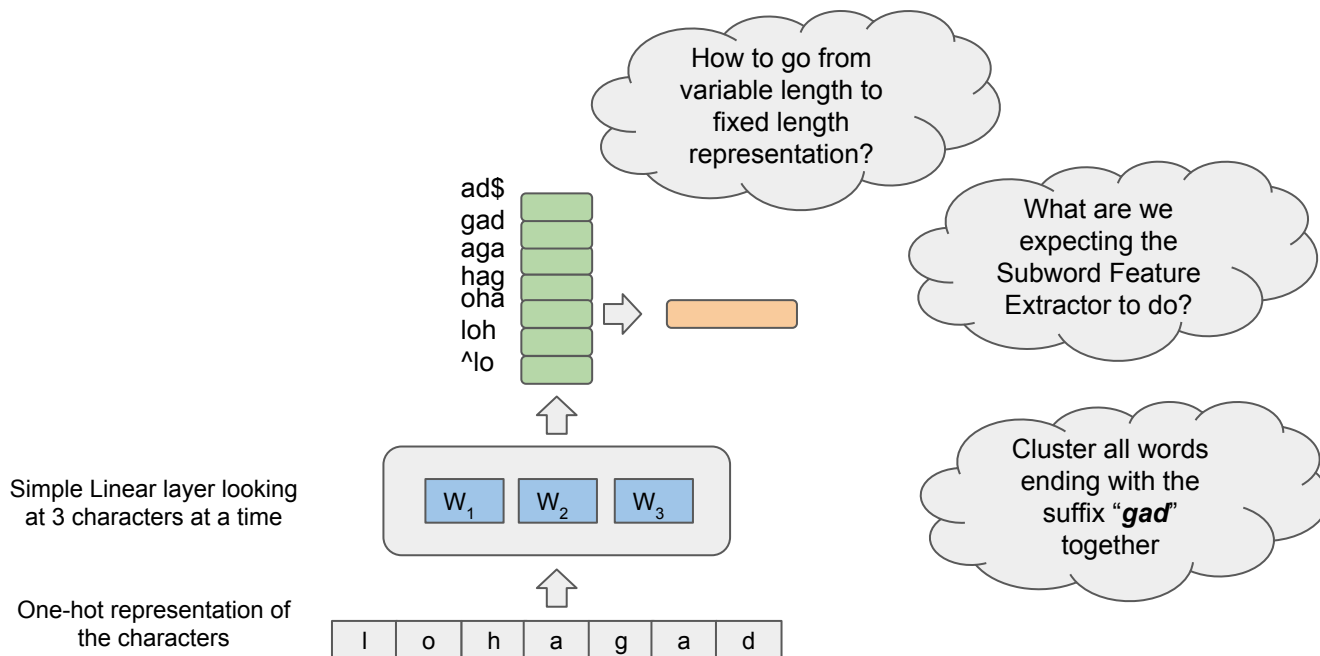 How to go from
variable length to
fixed length
representation?
ad$
gad
aga
hag
oha
loh
^lo
What are we
expecting the
Subword Feature
Extractor to do?
Simple Linear layer looking
at 3 characters at a time
W1 W2 W3
Cluster all words
ending with the
suffix “gad”
together
One-hot representation of
the characters
l o h a g a d